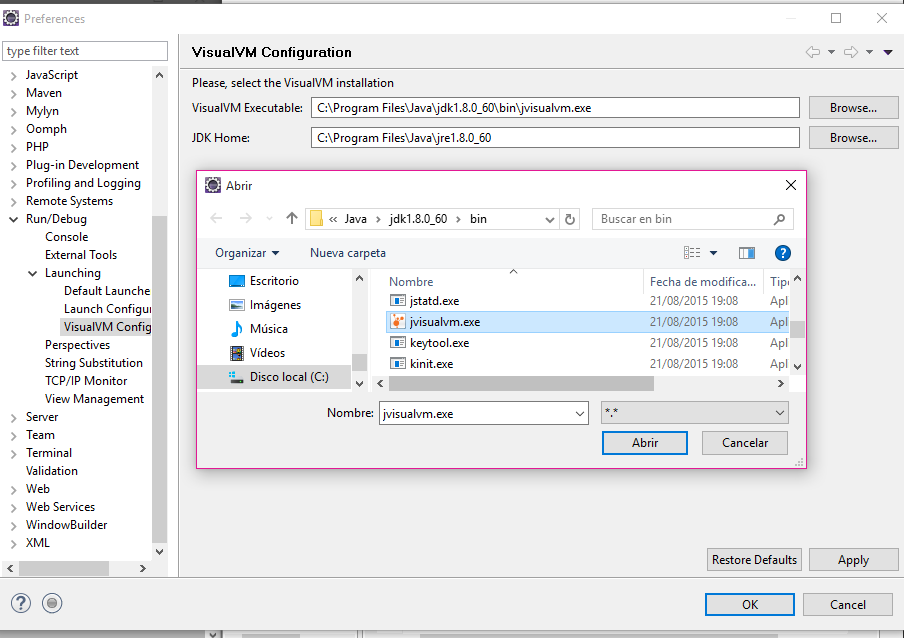 Preferences
type filter text
JavaScript
Maven
Mylyn
Oomph
PHP
Plug-in Development
Profiling and Logging
Remote Systems
Run/Debug
Console
External Tools
Launching
Default Launche
Launch Configur
VisualVM Config
Perspectives
String Substitution
TCP/IP Monitor
View Management
Server
Team
Terminal
Validation
Web
Web Services
WindowBuilder
XML
VisualVM Configuration
Please, select the VisualVM installation
VisualVM Executable: C:\Program Files\Java\jdk1.8.0_60\bin\jvisualvm.exe Browse...
JDK Home: C:\Program Files\Java\jre1.8.0_60 Browse...
Abrir
« Java > jdk1.8.0_60 > bin Buscar en bin
Organizar Nueva carpeta ?
Escritorio
Imágenes
Música
Vídeos
Disco local (C:)
Nombre Fecha de modifica... Tipo
jstatd.exe 21/08/2015 19:08 Apl
jvisualvm.exe 21/08/2015 19:08 Apl
keytool.exe 21/08/2015 19:08 Apl
kinit.exe 21/08/2015 19:08 Apl
Nombre: jvisualvm.exe *.*
Abrir Cancelar
Restore Defaults Apply
? OK Cancel